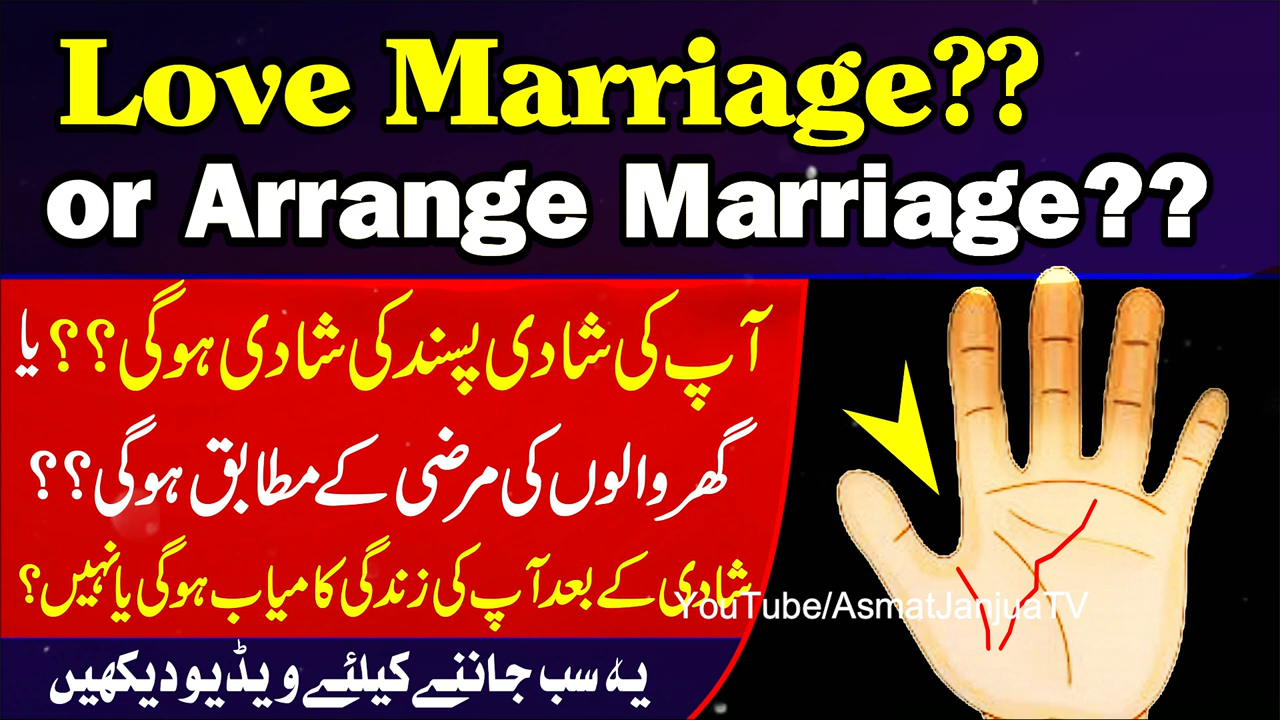 Love Marriage??
or Arrange Marriage??
آپ کی شادی پسند کی شادی ہوگی؟؟ یا
گھر والوں کی مرضی کے مطابق ہوگی؟؟
شادی کے بعد آپ کی زندگی کامیاب ہوگی یا نہیں؟
YouTube/AsmatJanjuaTV
یہ سب جاننے کیلئے ویڈیو دیکھیں